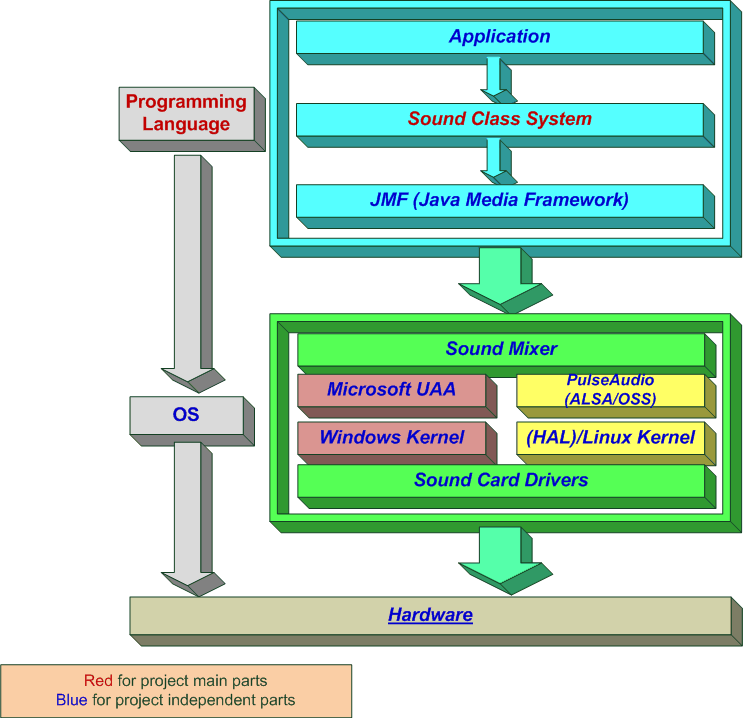 Application
Programming
Language
Sound Class System
JMF (Java Media Framework)
Sound Mixer
Microsoft UAA
PulseAudio
(ALSA/OSS)
OS
Windows Kernel
(HAL)/Linux Kernel
Sound Card Drivers
Hardware
Red for project main parts
Blue for project independent parts